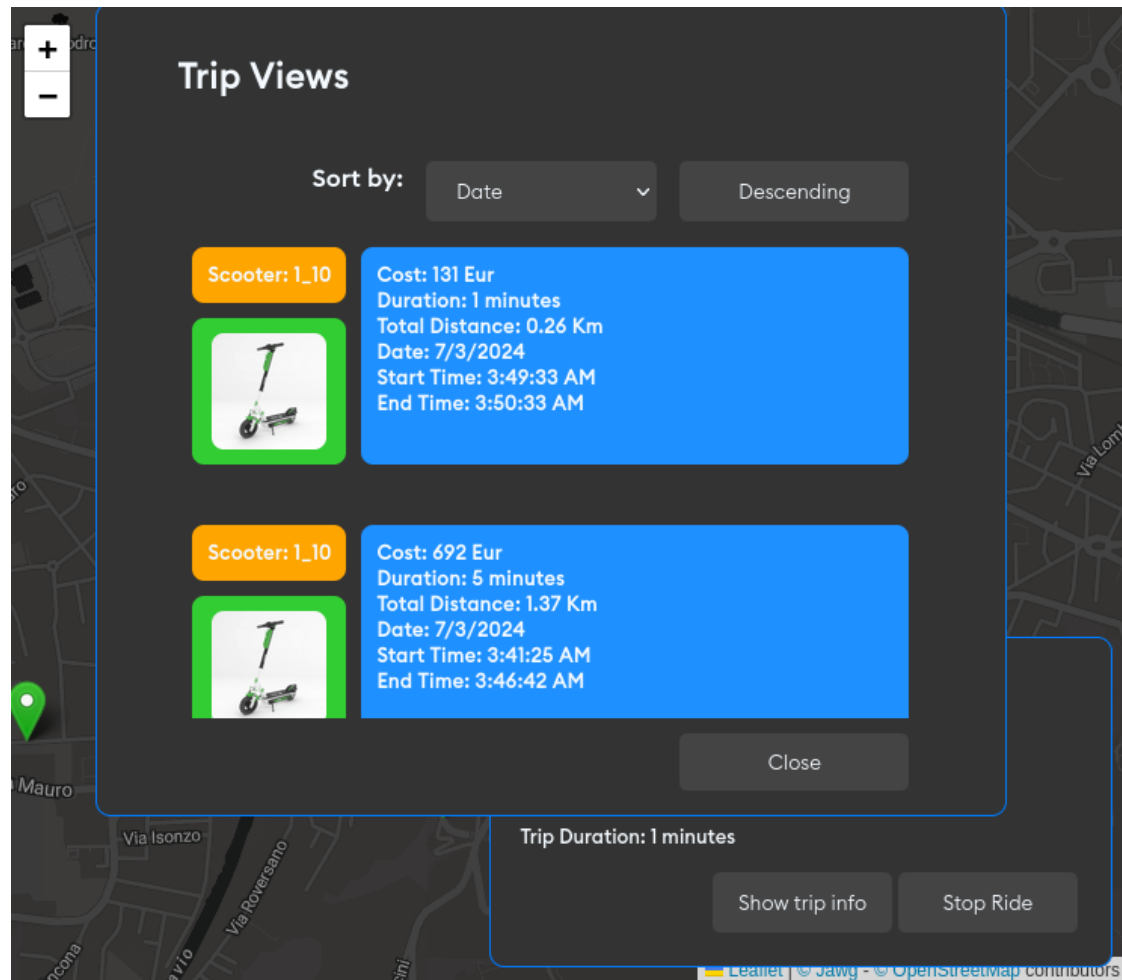 +
−
Trip Views
Sort by:
Date
Descending
Scooter: 1_10
Cost: 131 Eur
Duration: 1 minutes
Total Distance: 0.26 Km
Date: 7/3/2024
Start Time: 3:49:33 AM
End Time: 3:50:33 AM
Scooter: 1_10
Cost: 692 Eur
Duration: 5 minutes
Total Distance: 1.37 Km
Date: 7/3/2024
Start Time: 3:41:25 AM
End Time: 3:46:42 AM
Close
Trip Duration: 1 minutes
Show trip info
Stop Ride
Mauro
Via Isonzo
Via Roversano
Via Lom
Leaflet | © Jawg - © OpenStreetMap contributors